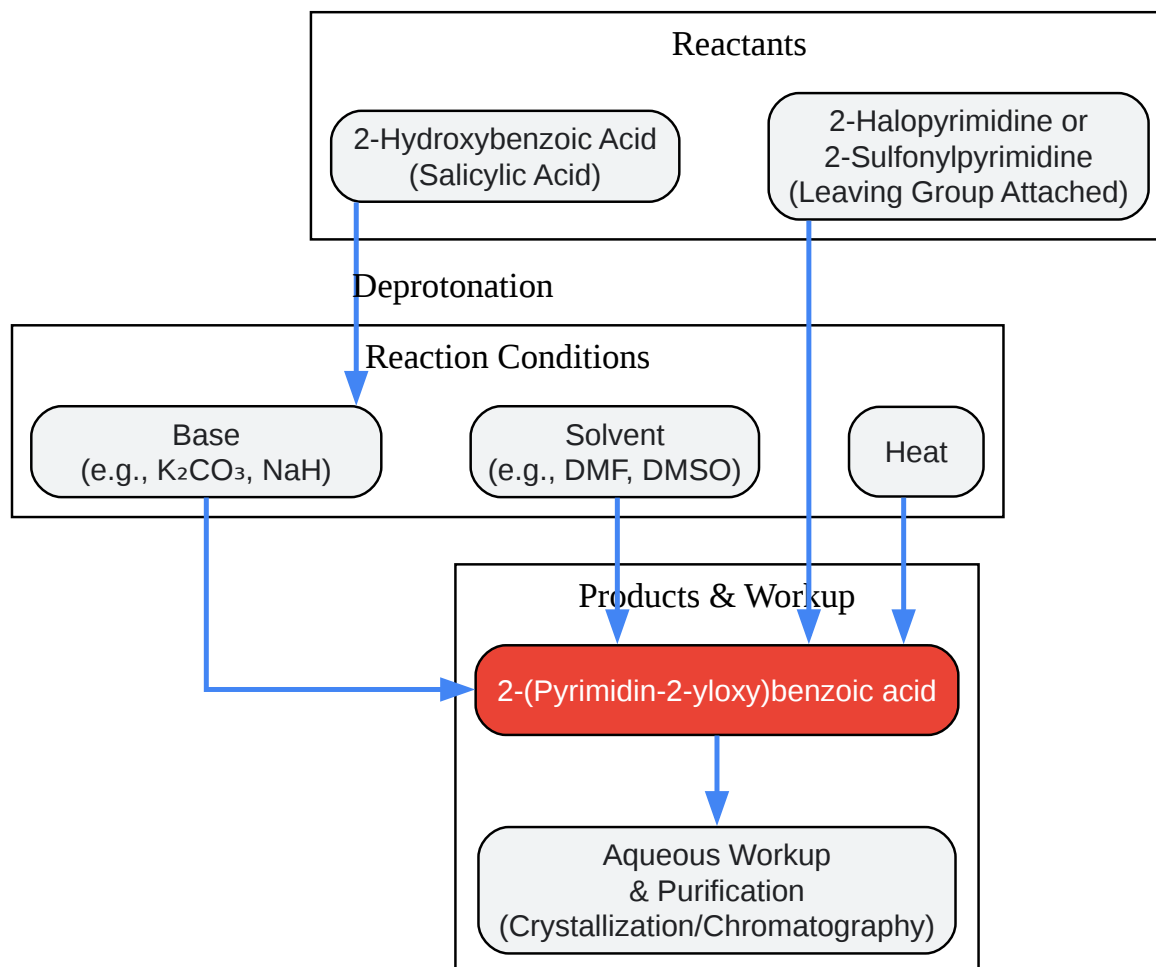 Reactants
2-Hydroxybenzoic Acid
(Salicylic Acid)
2-Halopyrimidine or
2-Sulfonylpyrimidine
(Leaving Group Attached)
Deprotonation
Reaction Conditions
Base
(e.g., K₂CO₃, NaH)
Solvent
(e.g., DMF, DMSO)
Heat
Products & Workup
2-(Pyrimidin-2-yloxy)benzoic acid
Aqueous Workup
& Purification
(Crystallization/Chromatography)